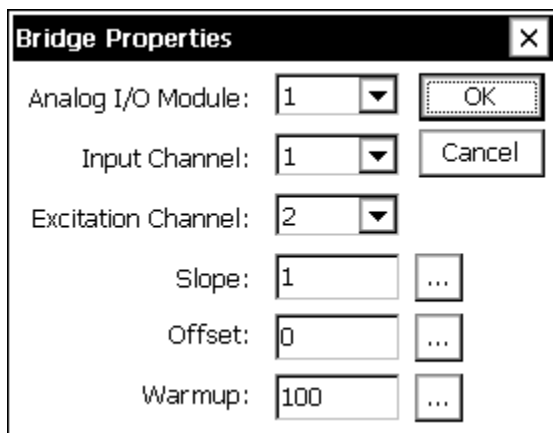 Bridge Properties
Analog I/O Module: 1 OK
Input Channel: 1 Cancel
Excitation Channel: 2
Slope: 1 ...
Offset: 0 ...
Warmup: 100 ...